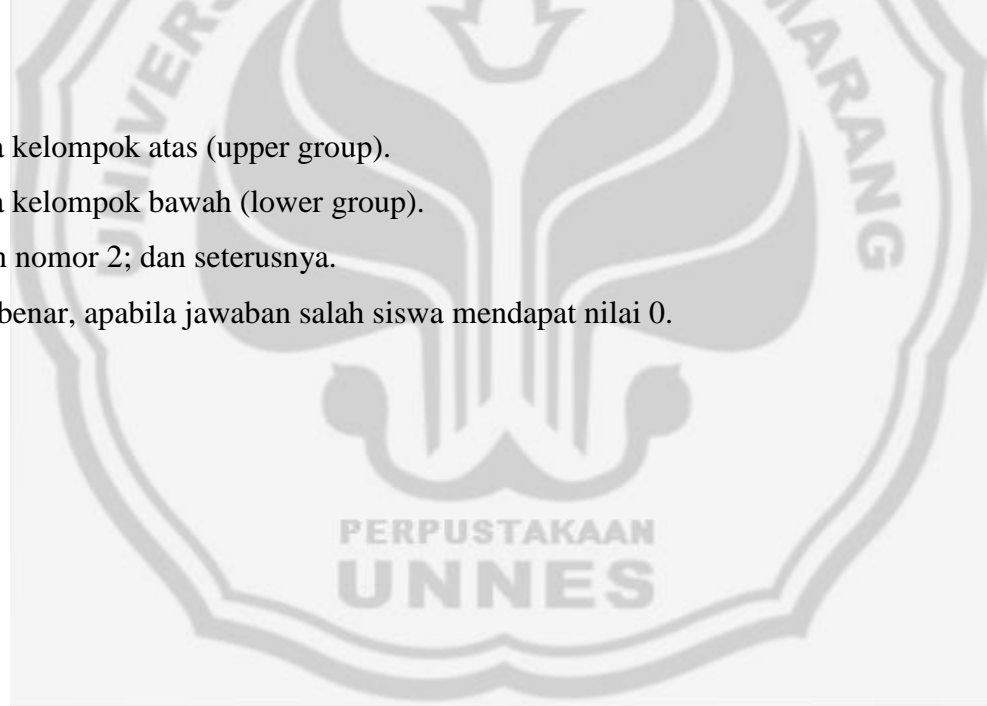 kelompok atas (upper group).
kelompok bawah (lower group).
nomor 2; dan seterusnya.
benar, apabila jawaban salah siswa mendapat nilai 0.
PERPUSTAKAAN
UNNES